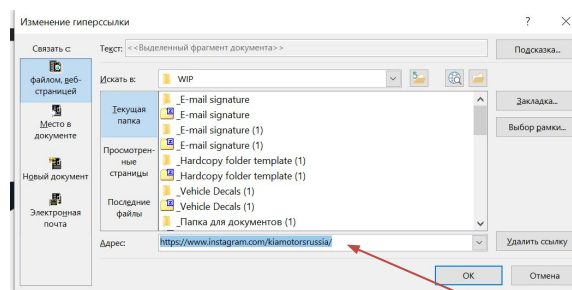 Изменение гиперссылки
? ×
Связать с:
Текст: <<Выделенный фрагмент документа>>
Подсказка...
файлом, веб-
страницей
Искать в: WIP
Текущая
папка
_E-mail signature
_E-mail signature
_E-mail signature (1)
_E-mail signature (1)
_Hardcopy folder template (1)
_Hardcopy folder template (1)
_Vehicle Decals (1)
_Vehicle Decals (1)
_Папка для документов (1)
Закладка...
Выбор рамки...
Место в
документе
Просмотрен-
ные
страницы
Новый документ
Последние
файлы
Электронная
почта
Адрес: https://www.instagram.com/kiamotorsrussia/
Удалить ссылку
ОК
Отмена